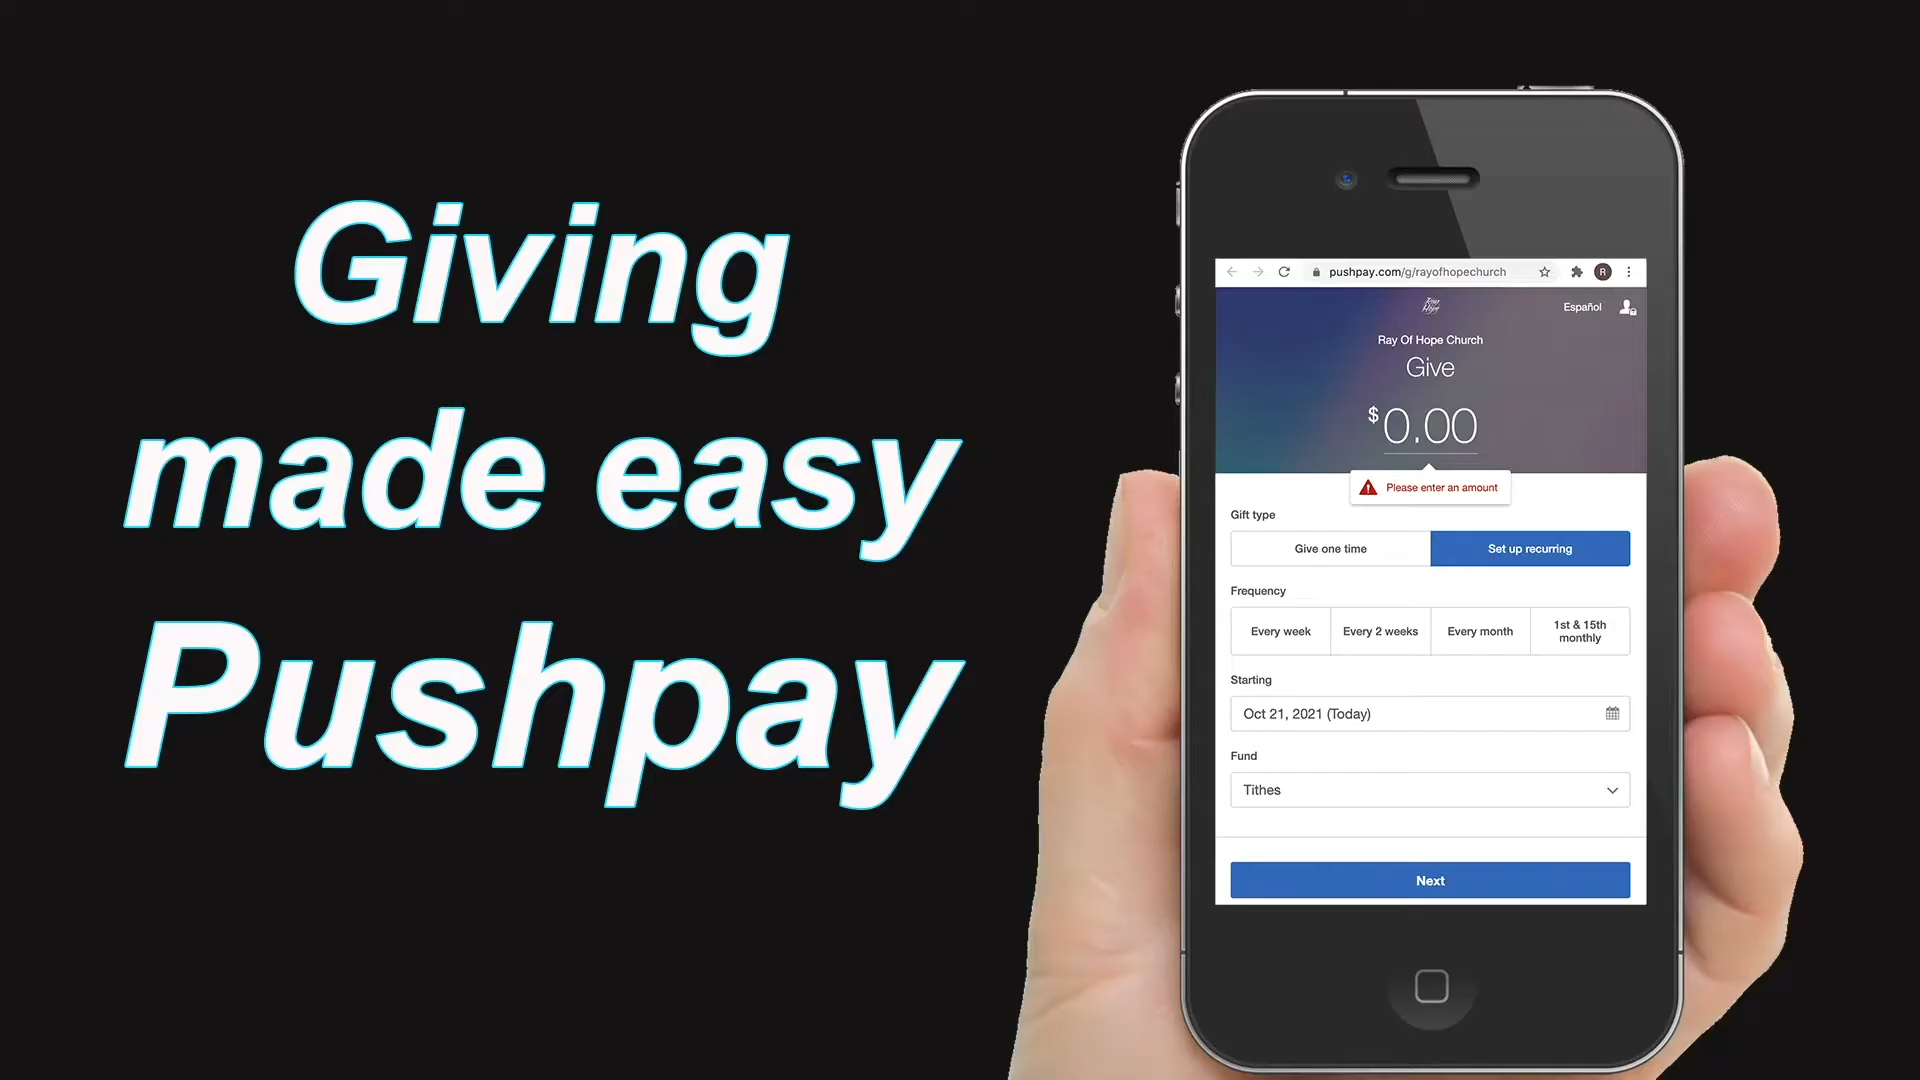 Giving
made easy
Pushpay
pushpay.com/g/rayofhopechurch
R
Español
Ray Of Hope Church
Give
$0.00
Please enter an amount
Gift type
Give one time
Set up recurring
Frequency
Every week
Every 2 weeks
Every month
1st & 15th
monthly
Starting
Oct 21, 2021 (Today)
Fund
Tithes
Next